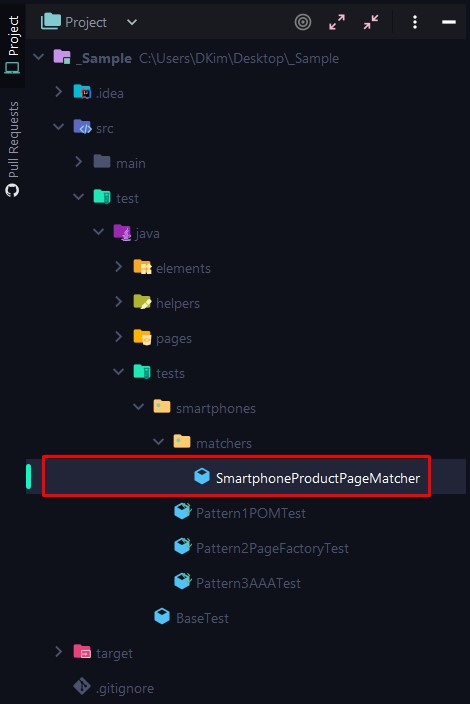 Project
Project
Pull Requests
_Sample C:\Users\DKim\Desktop\_Sample
.idea
src
main
test
java
elements
helpers
pages
tests
smartphones
matchers
SmartphoneProductPageMatcher
Pattern1POMTest
Pattern2PageFactoryTest
Pattern3AAATest
BaseTest
target
.gitignore